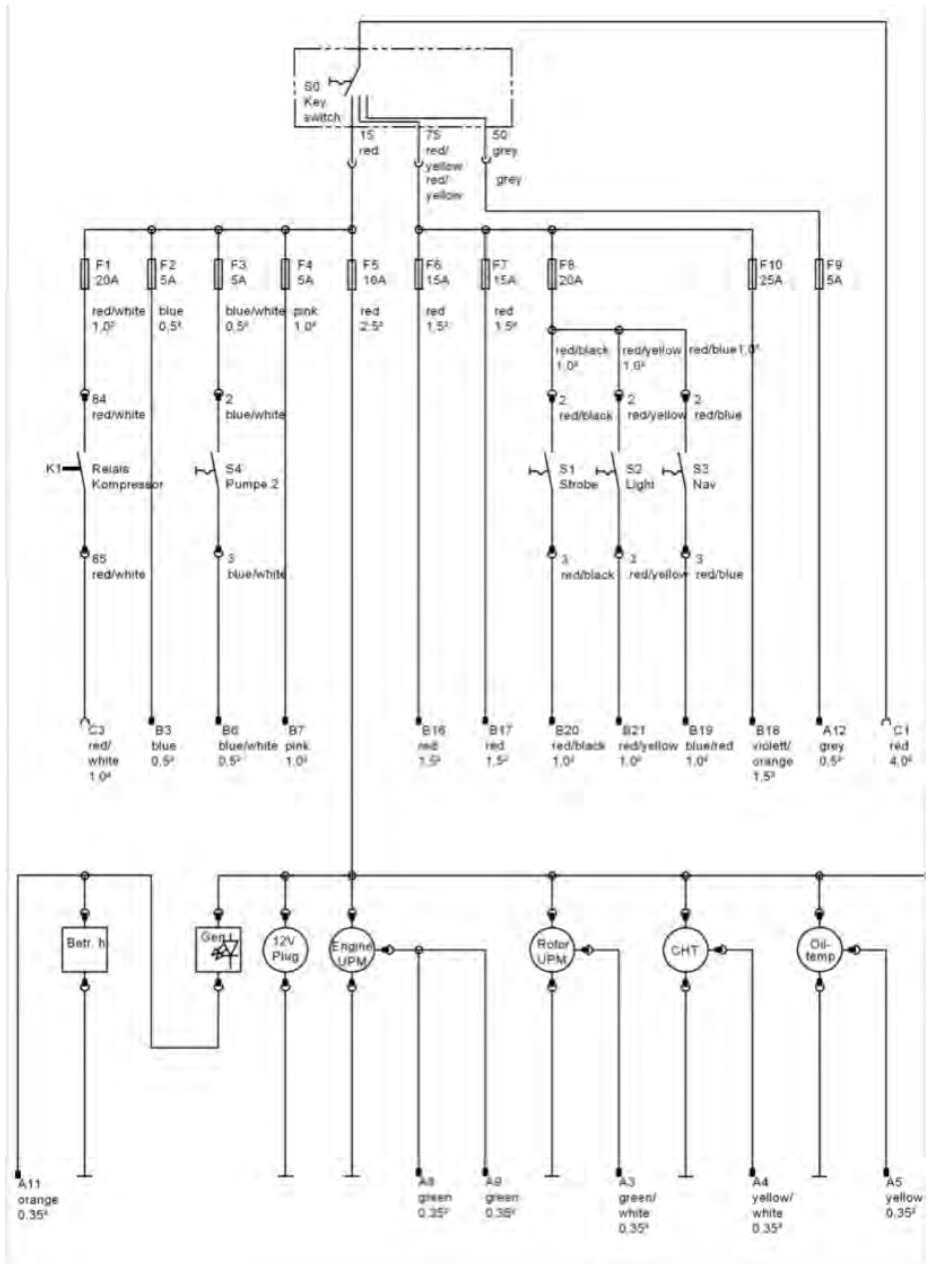 S0
Key
switch
15
red
75
red/
yellow
red/
yellow
50
grey
grey
F1
20A
F2
5A
F3
5A
F4
5A
F5
10A
F6
15A
F7
15A
F8
20A
F10
25A
F9
5A
red/white
1,0²
blue
0,5²
blue/white
0,5²
pink
1,0²
red
2,5²
red
1,5²
red
1,5²
red/black
1,0²
red/yellow
1,0²
red/blue 1,0²
84
red/white
2
blue/white
2
red/black
2
red/yellow
2
red/blue
K1
Relais
Kompressor
S4
Pumpe 2
S1
Strobe
S2
Light
S3
Nav
85
red/white
3
blue/white
3
red/black
3
red/yellow
3
red/blue
C3
red/
white
1,0²
B3
blue
0,5²
B6
blue/white
0,5²
B7
pink
1,0²
B16
red
1,5²
B17
red
1,5²
B20
red/black
1,0²
B21
red/yellow
1,0²
B19
blue/red
1,0²
B18
violett/
orange
1,5²
A12
grey
0,5²
C1
red
4,0²
Betr. h
Gen
12V
Plug
Engine
UPM
Rotor
UPM
CHT
Oil-
temp
A11
orange
0,35²
A8
green
0,35²
A9
green
0,35²
A3
green/
white
0,35²
A4
yellow/
white
0,35²
A5
yellow
0,35²